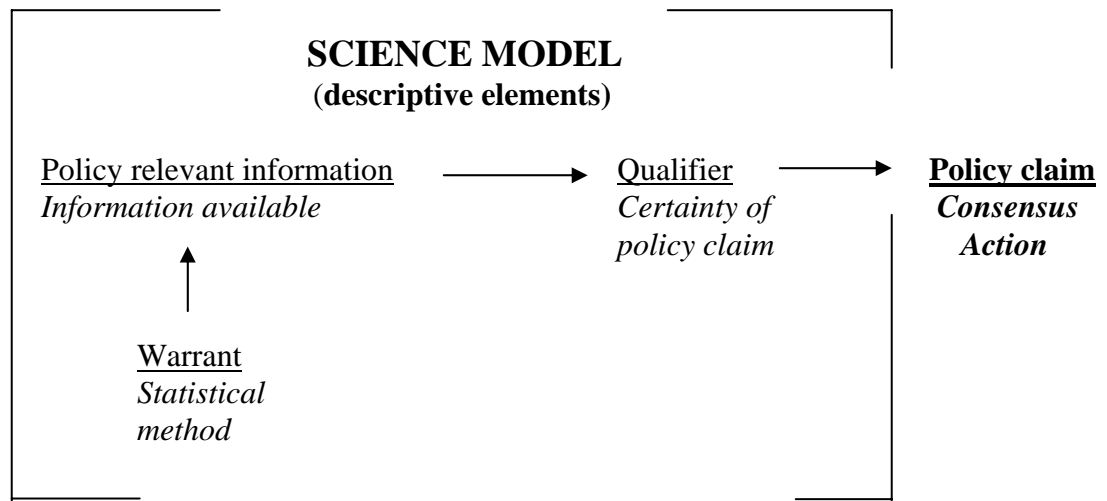 SCIENCE MODEL
(descriptive elements)
Policy relevant information
Information available
Qualifier
Certainty of
policy claim
Policy claim
Consensus
Action
Warrant
Statistical
method